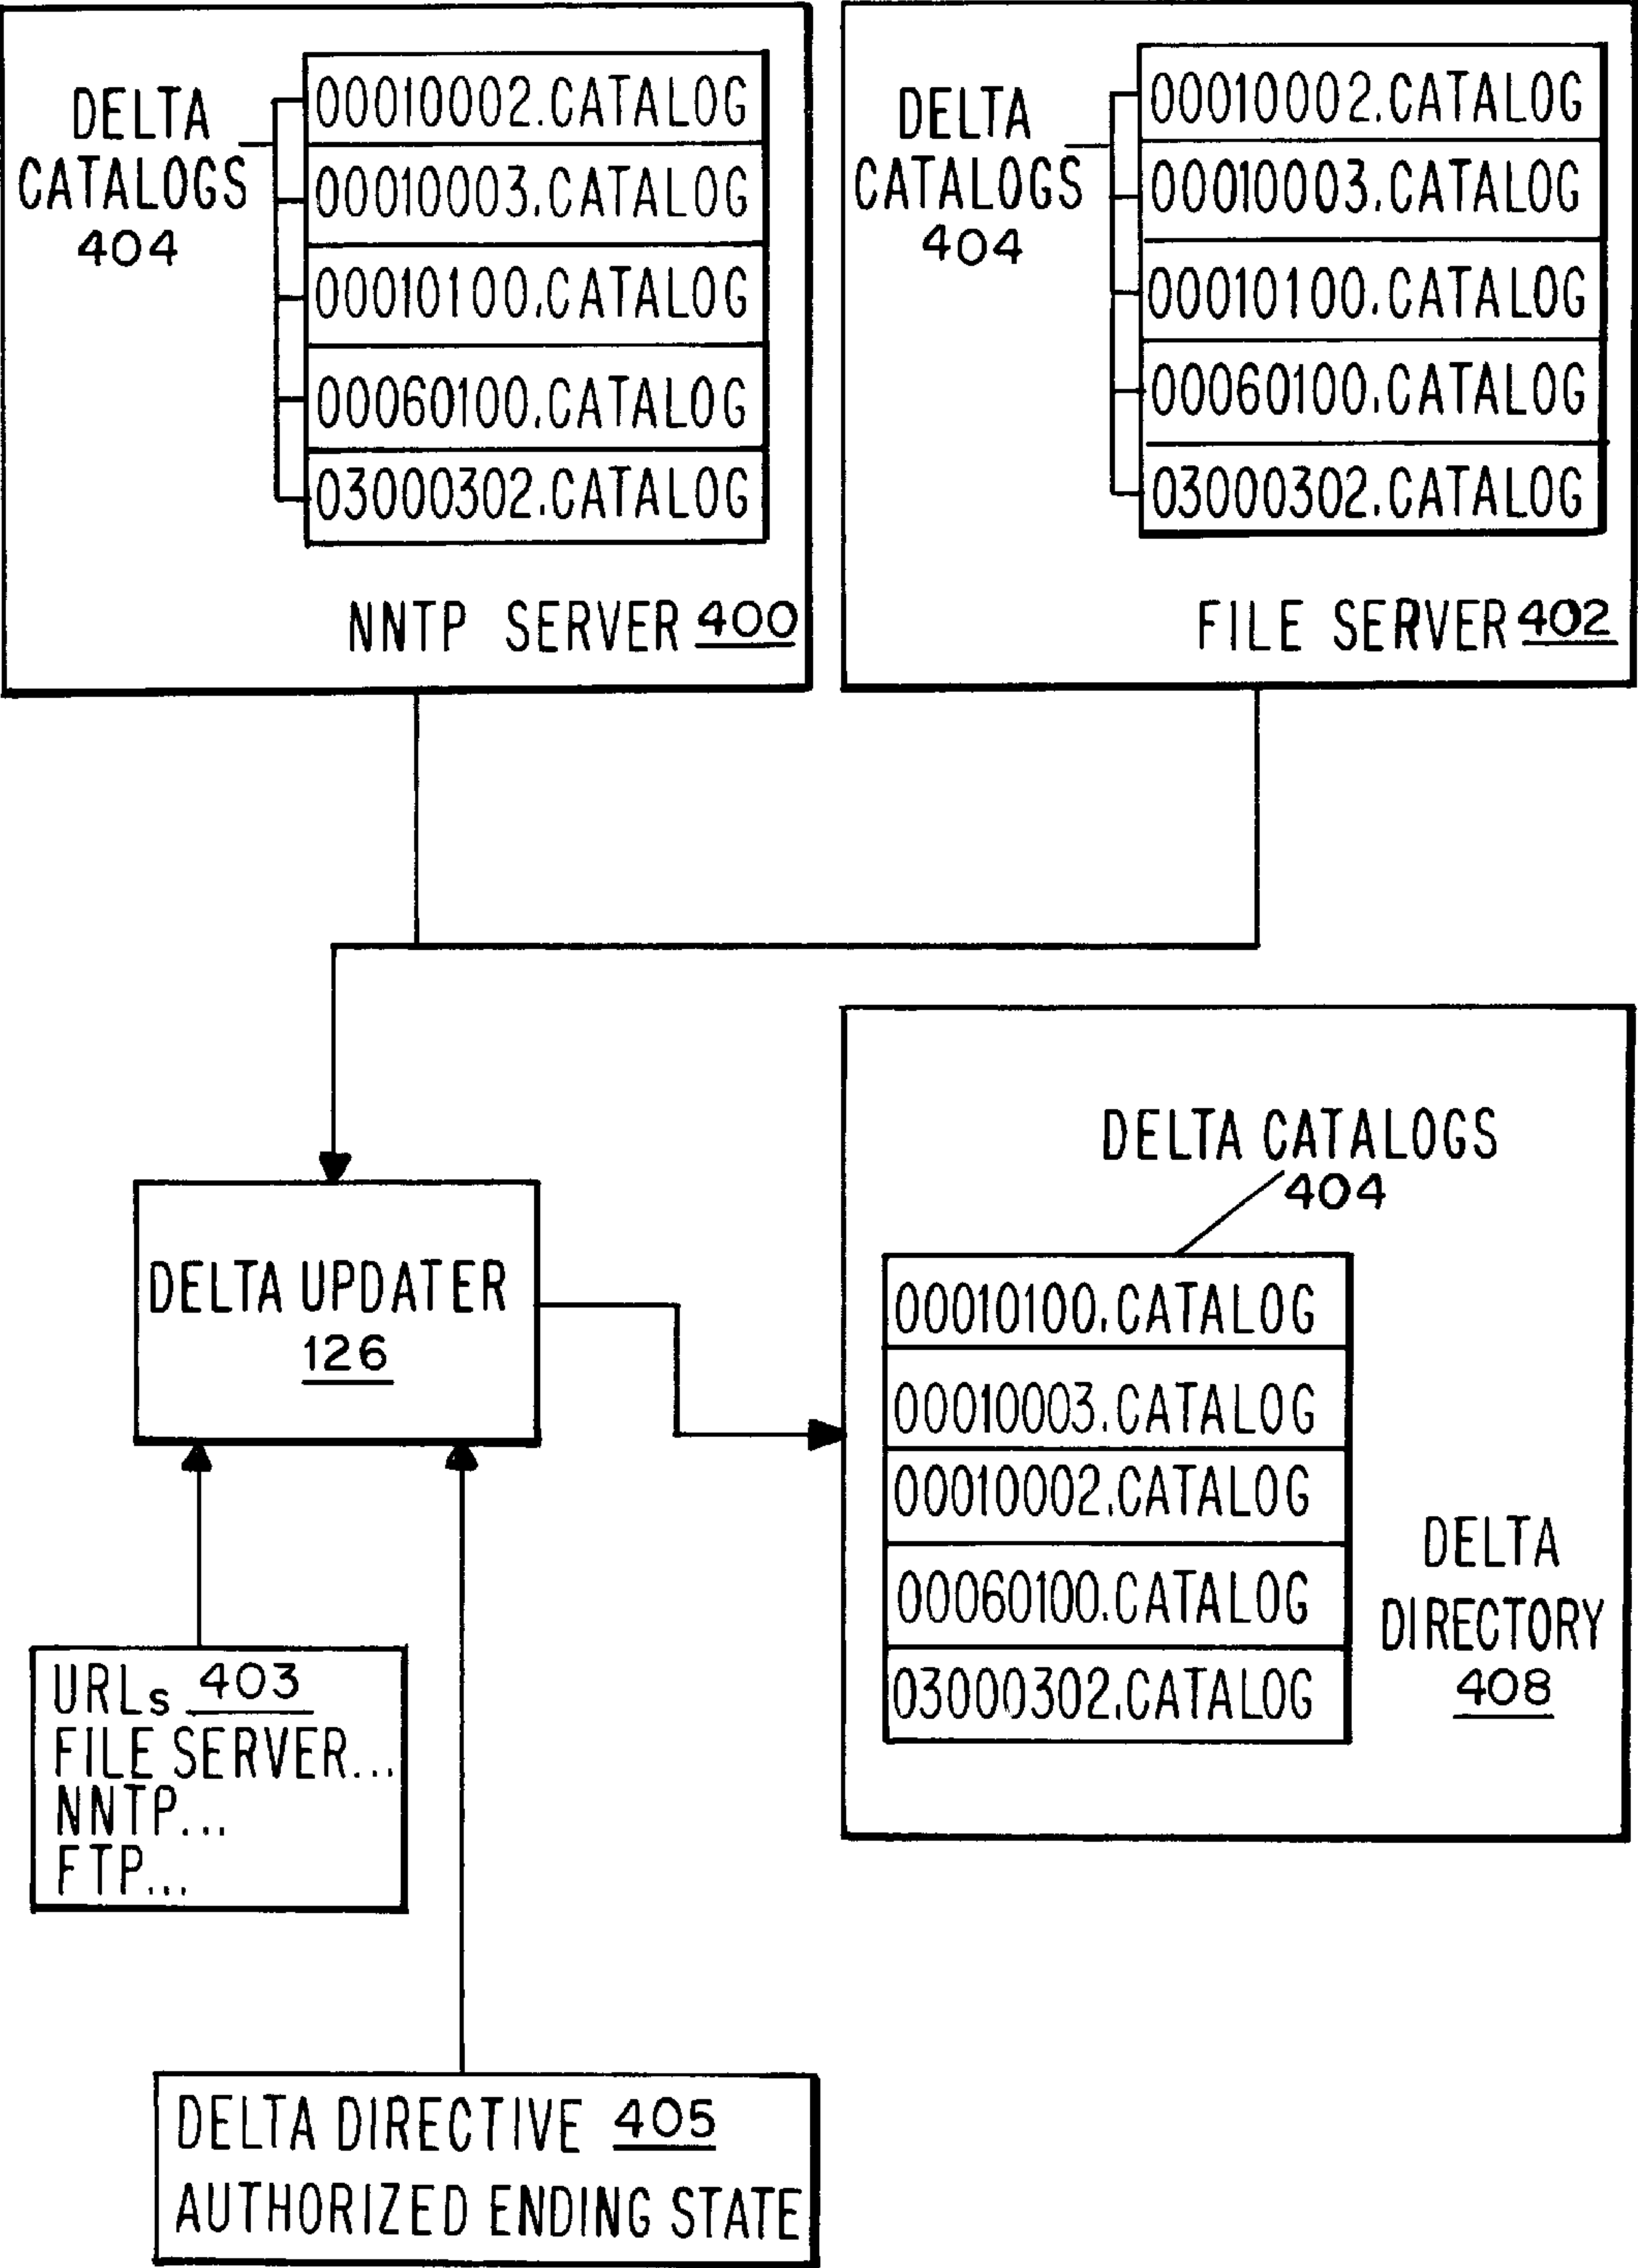 DELTA
CATALOGS
404
00010002.CATALOG
00010003.CATALOG
00010100.CATALOG
00060100.CATALOG
03000302.CATALOG
NNTP SERVER 400
DELTA
CATALOGS
404
00010002.CATALOG
00010003.CATALOG
00010100.CATALOG
00060100.CATALOG
03000302.CATALOG
FILE SERVER 402
DELTA UPDATER
126
DELTA CATALOGS
404
00010100.CATALOG
00010003.CATALOG
00010002.CATALOG
00060100.CATALOG
03000302.CATALOG
DELTA
DIRECTORY
408
URLs 403
FILE SERVER...
NNTP...
FTP...
DELTA DIRECTIVE 405
AUTHORIZED ENDING STATE